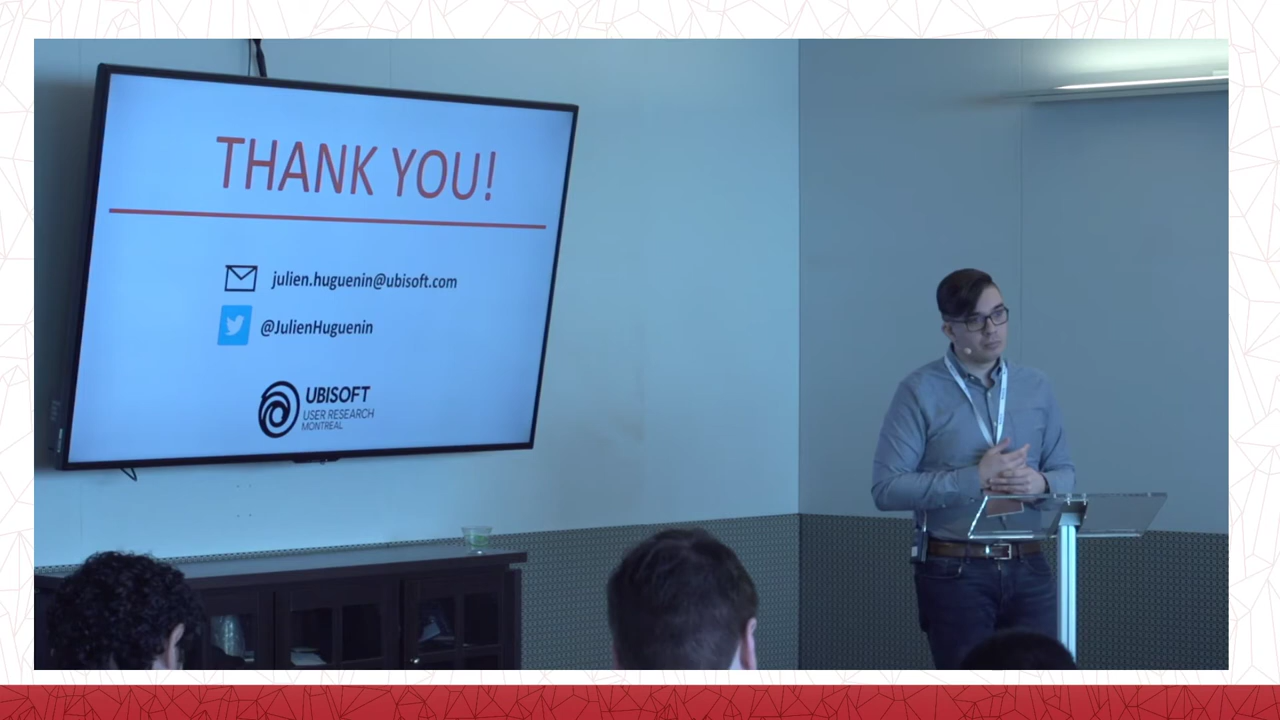 THANK YOU!
julien.huguenin@ubisoft.com
@JulienHuguenin
UBISOFT
USER RESEARCH
MONTREAL